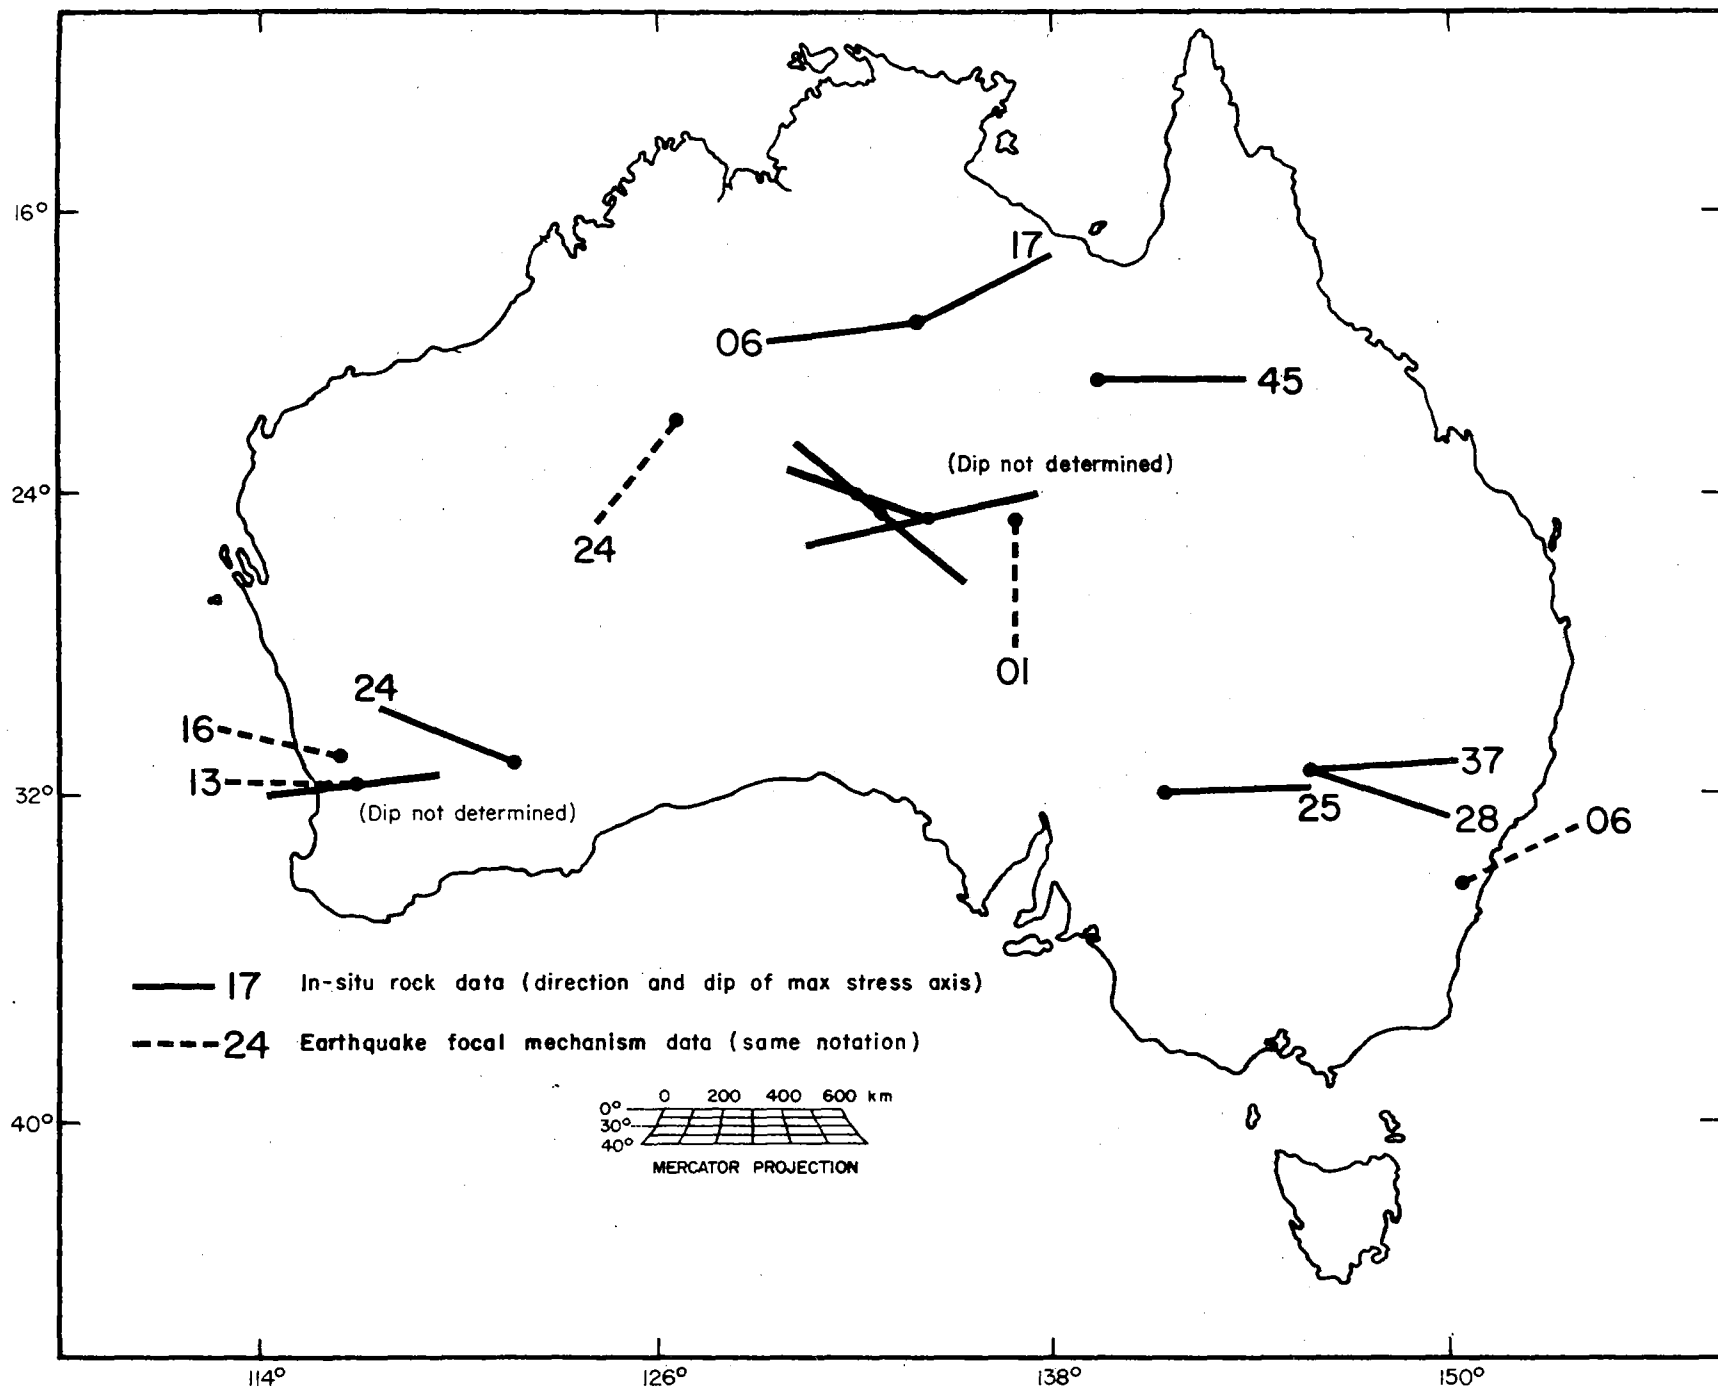 16°
17
06
45
(Dip not determined)
24°
24
01
24
16
37
13
32°
(Dip not determined)
25
28
06
17 In-situ rock data (direction and dip of max stress axis)
24 Earthquake focal mechanism data (same notation)
0 200 400 600 km
0°
30°
40°
40°
MERCATOR PROJECTION
114° 126° 138° 150°